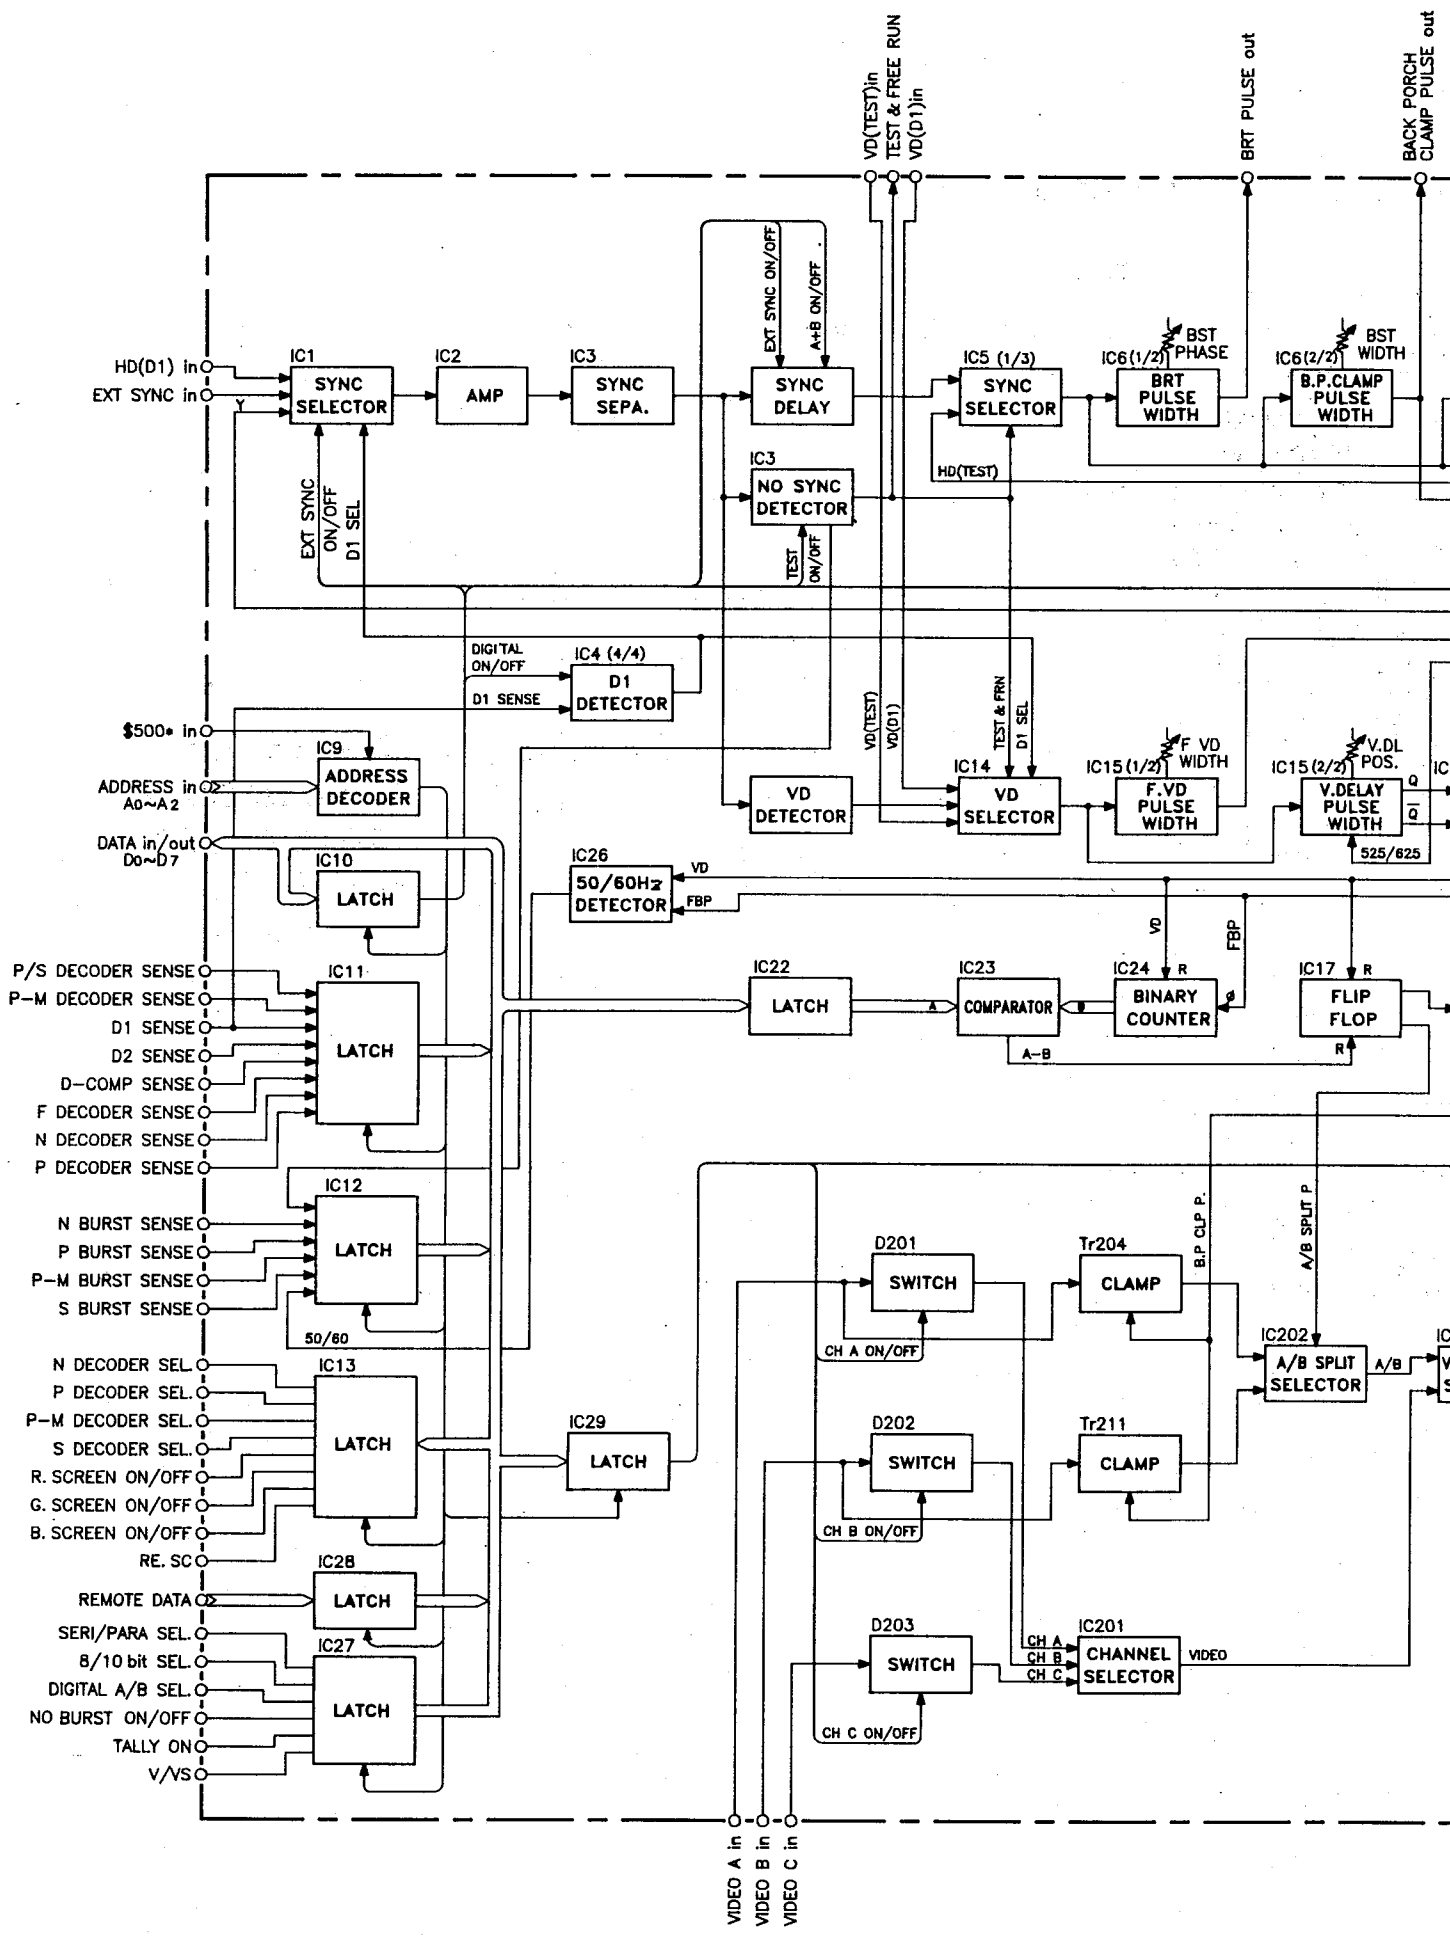 VD(TEST)in
TEST & FREE RUN
VD(D1)in
BRT PULSE out
BACK PORCH
CLAMP PULSE out
EXT SYNC ON/OFF
A+B ON/OFF
HD(D1) in
EXT SYNC in
Y
IC1
SYNC
SELECTOR
IC2
AMP
IC3
SYNC
SEPA.
SYNC
DELAY
IC5 (1/3)
SYNC
SELECTOR
HD(TEST)
IC6 (1/2)
BST
PHASE
BRT
PULSE
WIDTH
IC6 (2/2)
BST
WIDTH
B.P.CLAMP
PULSE
WIDTH
IC3
NO SYNC
DETECTOR
EXT SYNC
ON/OFF
D1 SEL
TEST
ON/OFF
DIGITAL
ON/OFF
D1 SENSE
IC4 (4/4)
D1
DETECTOR
VD(TEST)
VD(D1)
TEST & FRN
D1 SEL
$500* in
IC9
ADDRESS
DECODER
ADDRESS in
A0~A2
DATA in/out
D0~D7
IC10
LATCH
VD
DETECTOR
IC14
VD
SELECTOR
IC15 (1/2)
F VD
WIDTH
F.VD
PULSE
WIDTH
IC15 (2/2)
V.DL
POS.
V.DELAY
PULSE
WIDTH
Q
Q
IC
525/625
IC26
50/60Hz
DETECTOR
VD
FBP
VD
FBP
P/S DECODER SENSE
P-M DECODER SENSE
D1 SENSE
D2 SENSE
D-COMP SENSE
F DECODER SENSE
N DECODER SENSE
P DECODER SENSE
IC11
LATCH
IC22
LATCH
A
IC23
COMPARATOR
B
A-B
IC24
R
BINARY
COUNTER
ø
IC17
R
FLIP
FLOP
R
N BURST SENSE
P BURST SENSE
P-M BURST SENSE
S BURST SENSE
IC12
LATCH
50/60
B.P CLP P.
A/B SPLIT P
D201
SWITCH
CH A ON/OFF
Tr204
CLAMP
IC202
A/B SPLIT
SELECTOR
A/B
IC
V
S
N DECODER SEL.
P DECODER SEL.
P-M DECODER SEL.
S DECODER SEL.
R. SCREEN ON/OFF
G. SCREEN ON/OFF
B. SCREEN ON/OFF
RE. SC
IC13
LATCH
IC29
LATCH
D202
SWITCH
CH B ON/OFF
Tr211
CLAMP
REMOTE DATA
IC28
LATCH
SERI/PARA SEL.
8/10 bit SEL.
DIGITAL A/B SEL.
NO BURST ON/OFF
TALLY ON
V/VS
IC27
LATCH
D203
SWITCH
CH C ON/OFF
CH A
CH B
CH C
IC201
CHANNEL
SELECTOR
VIDEO
VIDEO A in
VIDEO B in
VIDEO C in